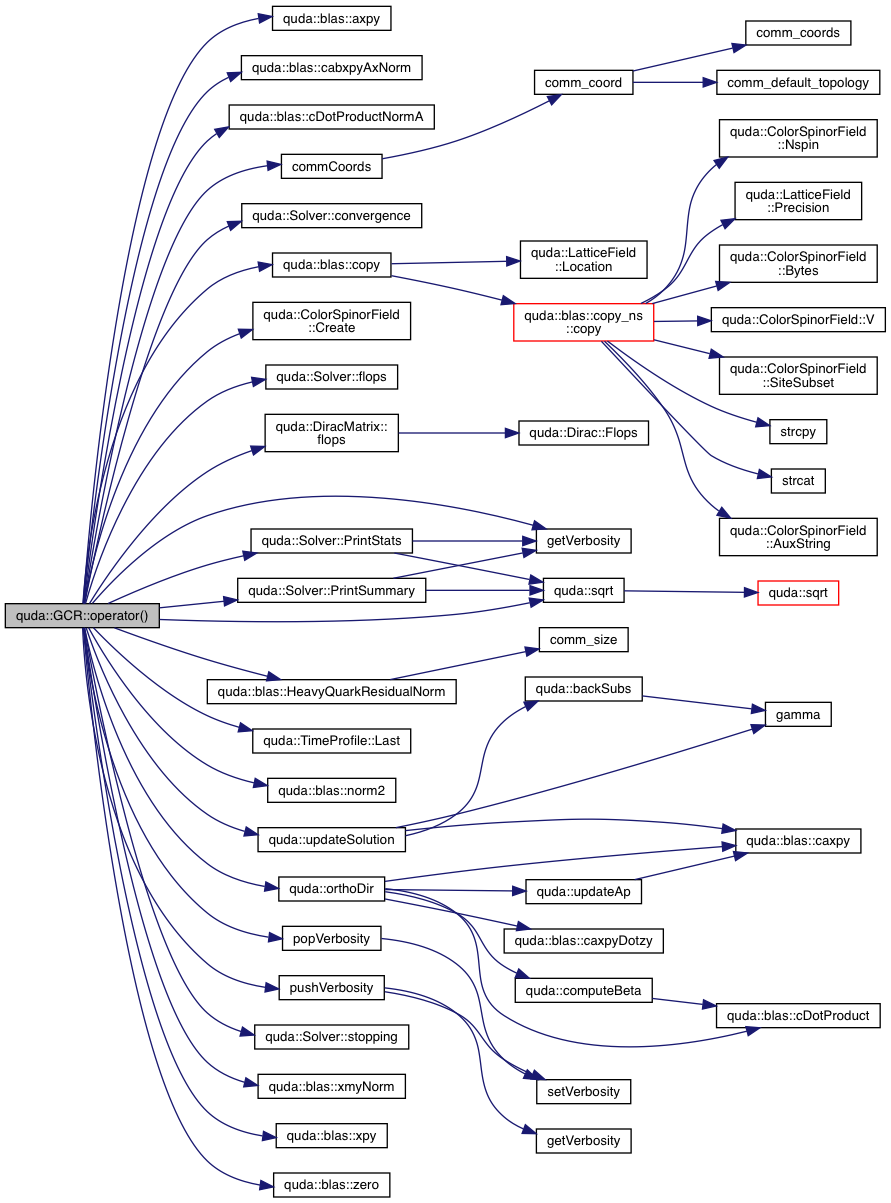 quda::GCR::operator()
quda::blas::axpy
quda::blas::cabxpyAxNorm
quda::blas::cDotProductNormA
commCoords
quda::Solver::convergence
quda::blas::copy
quda::ColorSpinorField
::Create
quda::Solver::flops
quda::DiracMatrix::
flops
quda::Solver::PrintStats
quda::Solver::PrintSummary
quda::blas::HeavyQuarkResidualNorm
quda::TimeProfile::Last
quda::blas::norm2
quda::updateSolution
quda::orthoDir
popVerbosity
pushVerbosity
quda::Solver::stopping
quda::blas::xmyNorm
quda::blas::xpy
quda::blas::zero
comm_coord
quda::LatticeField
::Location
quda::blas::copy_ns
::copy
quda::Dirac::Flops
getVerbosity
quda::sqrt
comm_size
quda::backSubs
quda::updateAp
quda::blas::caxpyDotzy
quda::computeBeta
setVerbosity
getVerbosity
comm_coords
comm_default_topology
quda::ColorSpinorField
::Nspin
quda::LatticeField
::Precision
quda::ColorSpinorField
::Bytes
quda::ColorSpinorField::V
quda::ColorSpinorField
::SiteSubset
strcpy
strcat
quda::ColorSpinorField
::AuxString
quda::sqrt
gamma
quda::blas::caxpy
quda::blas::cDotProduct